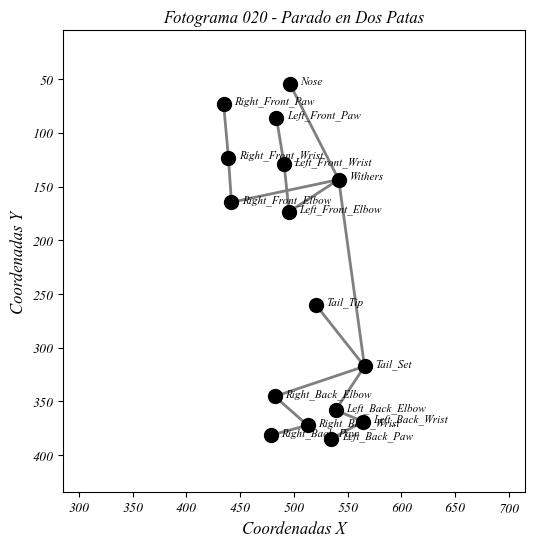 Fotograma 020 - Parado en Dos Patas
Nose
Right_Front_Paw
Left_Front_Paw
Right_Front_Wrist
Left_Front_Wrist
Withers
Right_Front_Elbow
Left_Front_Elbow
Tail_Tip
Tail_Set
Right_Back_Elbow
Left_Back_Elbow
Left_Back_Wrist
Right_Back_Wrist
Right_Back_Paw
Left_Back_Paw
Coordenadas Y
50
100
150
200
250
300
350
400
300
350
400
450
500
550
600
650
700
Coordenadas X